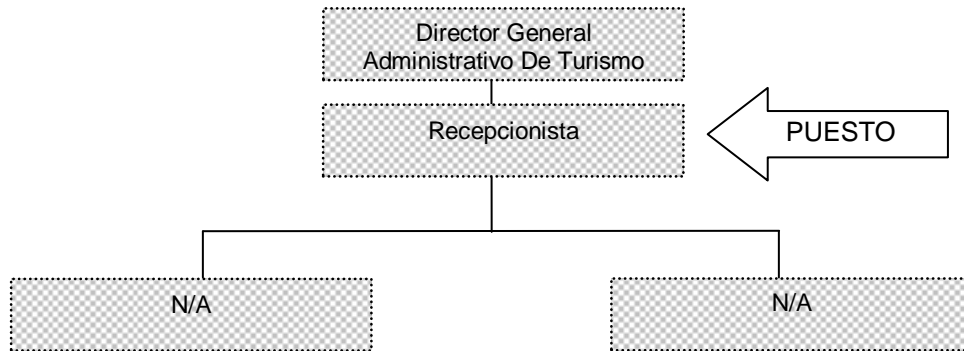 Director General
Administrativo De Turismo
Recepcionista
PUESTO
N/A
N/A